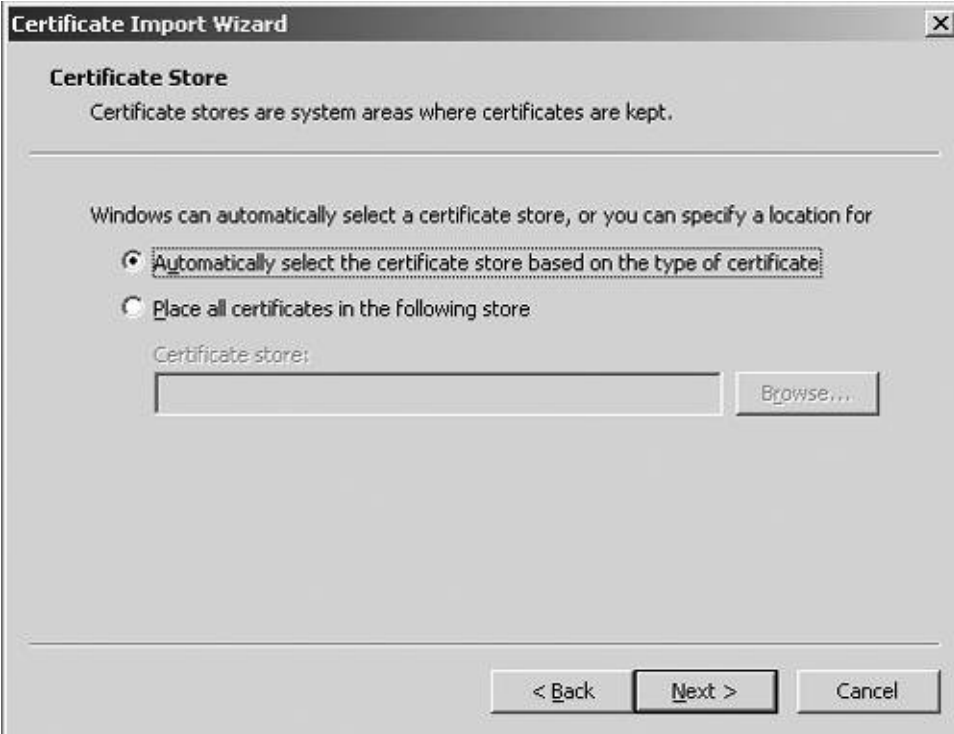 Certificate Import Wizard
Certificate Store
Certificate stores are system areas where certificates are kept.
Windows can automatically select a certificate store, or you can specify a location for
Automatically select the certificate store based on the type of certificate
Place all certificates in the following store
Certificate store:
Browse...
< Back
Next >
Cancel